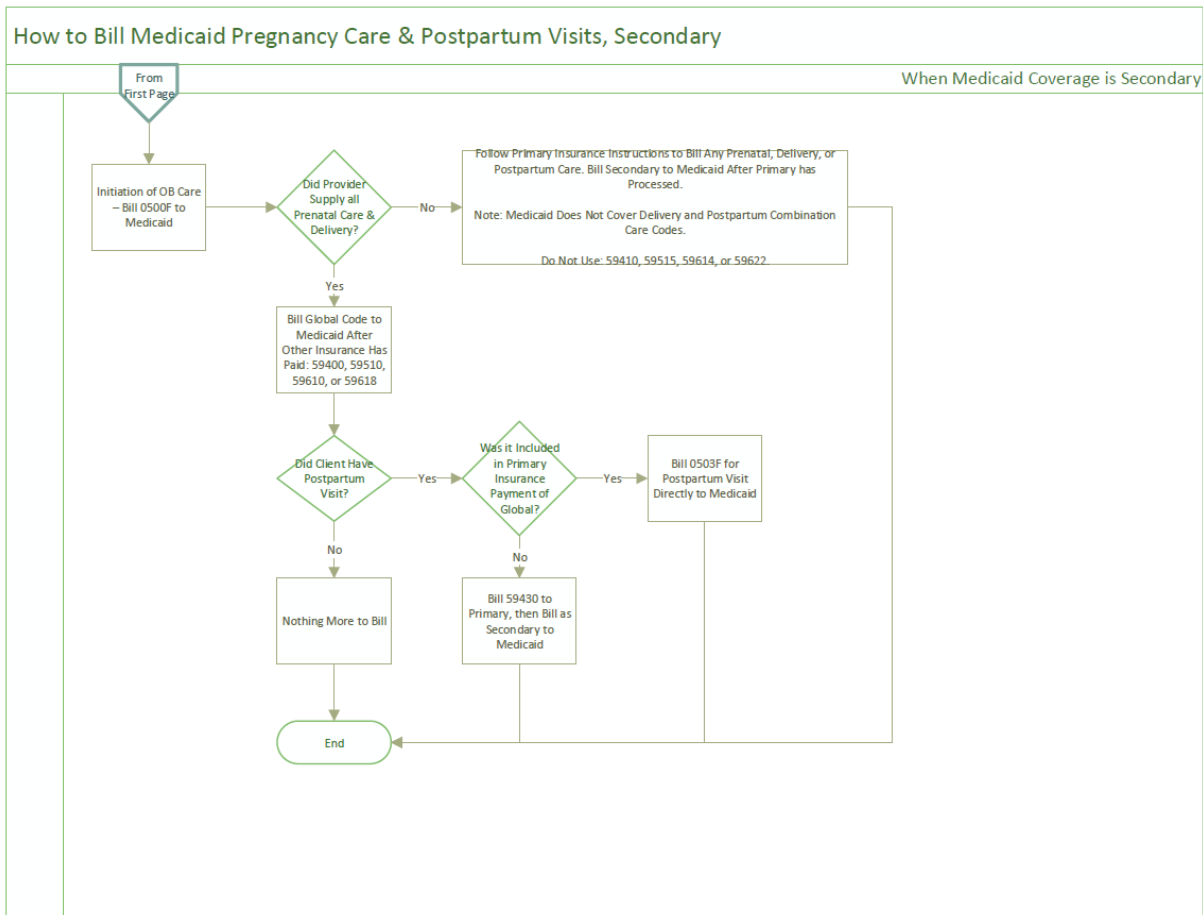 How to Bill Medicaid Pregnancy Care & Postpartum Visits, Secondary
When Medicaid Coverage is Secondary
From
First Page
Initiation of OB Care
– Bill 0500F to
Medicaid
Did Provider
Supply all
Prenatal Care &
Delivery?
No
Follow Primary Insurance Instructions to Bill Any Prenatal, Delivery, or
Postpartum Care. Bill Secondary to Medicaid After Primary has
Processed.
Note: Medicaid Does Not Cover Delivery and Postpartum Combination
Care Codes.
Do Not Use: 59410, 59515, 59614, or 59622.
Yes
Bill Global Code to
Medicaid After
Other Insurance Has
Paid: 59400, 59510,
59610, or 59618
Did Client Have
Postpartum
Visit?
Yes
Was it Included
in Primary
Insurance
Payment of
Global?
Yes
Bill 0503F for
Postpartum Visit
Directly to Medicaid
No
Nothing More to Bill
No
Bill 59430 to
Primary, then Bill as
Secondary to
Medicaid
End